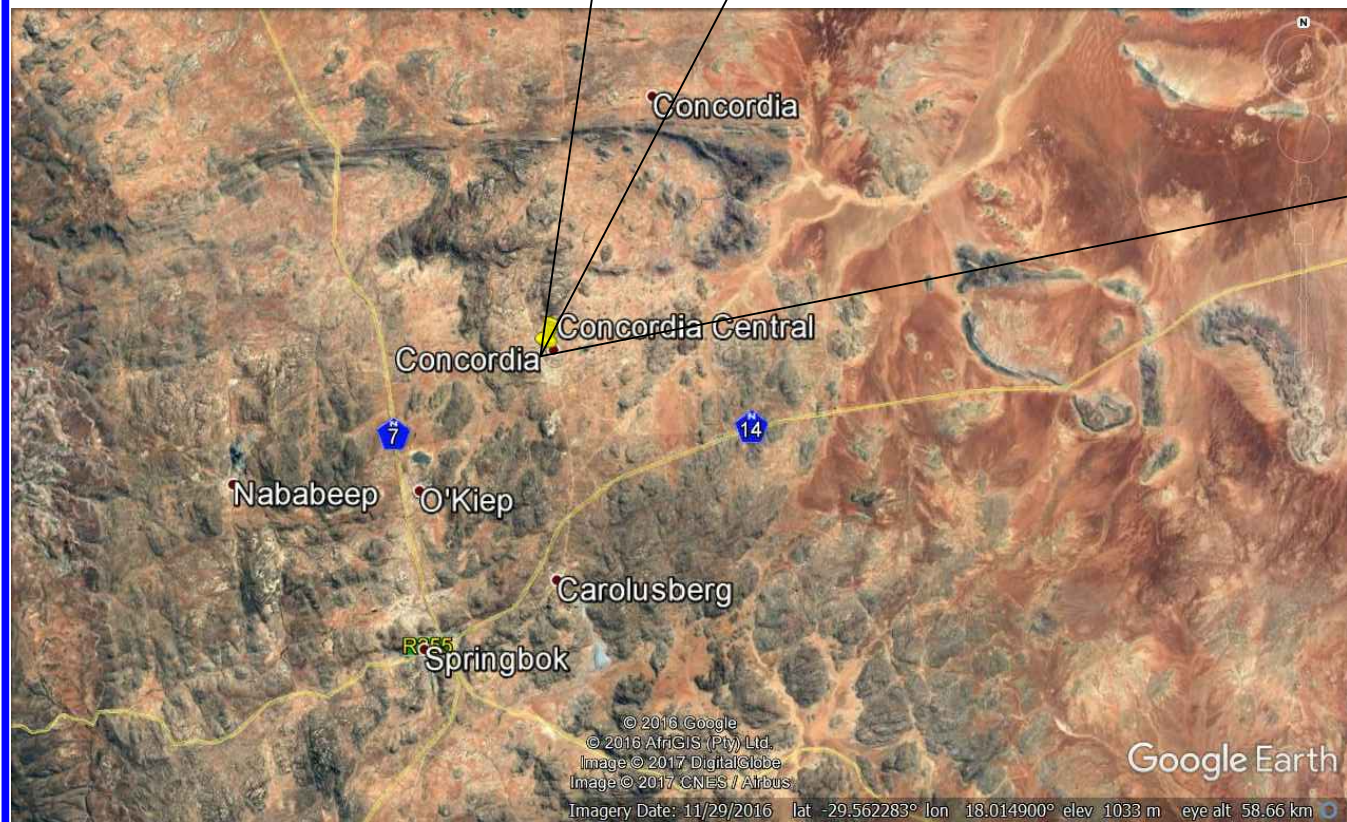 N
Concordia
Concordia Central
Concordia
N
7
N
14
Nababeep
O'Kiep
Carolusberg
R355
Springbok
© 2016 Google
© 2016 AfriGIS (Pty) Ltd.
Image © 2017 DigitalGlobe
Image © 2017 CNES / Airbus
Google Earth
Imagery Date: 11/29/2016 lat -29.562283° lon 18.014900° elev 1033 m eye alt 58.66 km